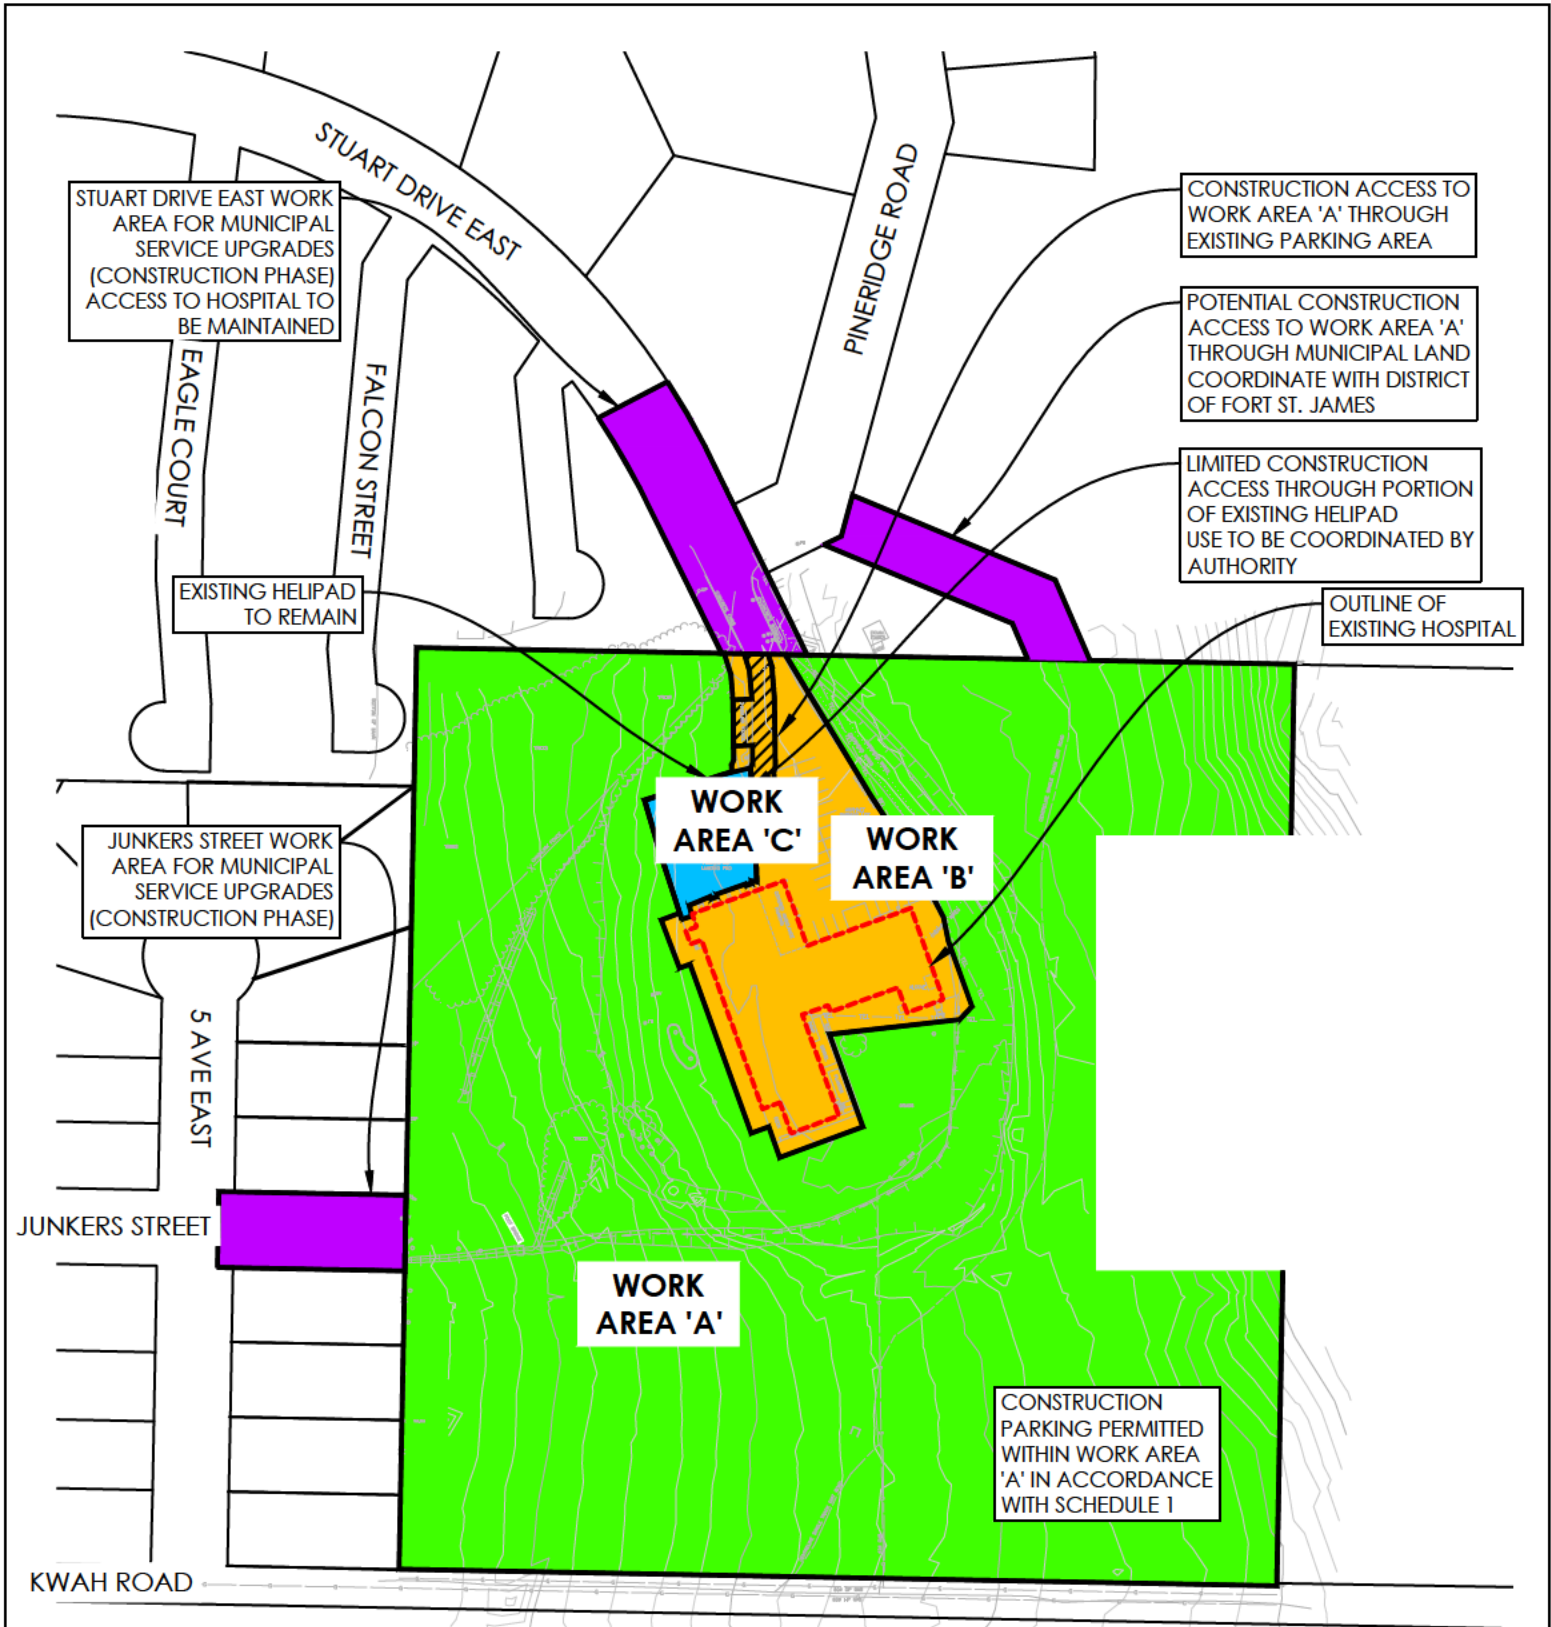 STUART DRIVE EAST
PINERIDGE ROAD
STUART DRIVE EAST WORK
AREA FOR MUNICIPAL
SERVICE UPGRADES
(CONSTRUCTION PHASE)
ACCESS TO HOSPITAL TO
BE MAINTAINED
CONSTRUCTION ACCESS TO
WORK AREA 'A' THROUGH
EXISTING PARKING AREA
POTENTIAL CONSTRUCTION
ACCESS TO WORK AREA 'A'
THROUGH MUNICIPAL LAND
COORDINATE WITH DISTRICT
OF FORT ST. JAMES
EAGLE COURT
FALCON STREET
LIMITED CONSTRUCTION
ACCESS THROUGH PORTION
OF EXISTING HELIPAD
USE TO BE COORDINATED BY
AUTHORITY
EXISTING HELIPAD
TO REMAIN
OUTLINE OF
EXISTING HOSPITAL
WORK
AREA 'C'
WORK
AREA 'B'
JUNKERS STREET WORK
AREA FOR MUNICIPAL
SERVICE UPGRADES
(CONSTRUCTION PHASE)
5 AVE EAST
JUNKERS STREET
WORK
AREA 'A'
CONSTRUCTION
PARKING PERMITTED
WITHIN WORK AREA
'A' IN ACCORDANCE
WITH SCHEDULE 1
KWAH ROAD